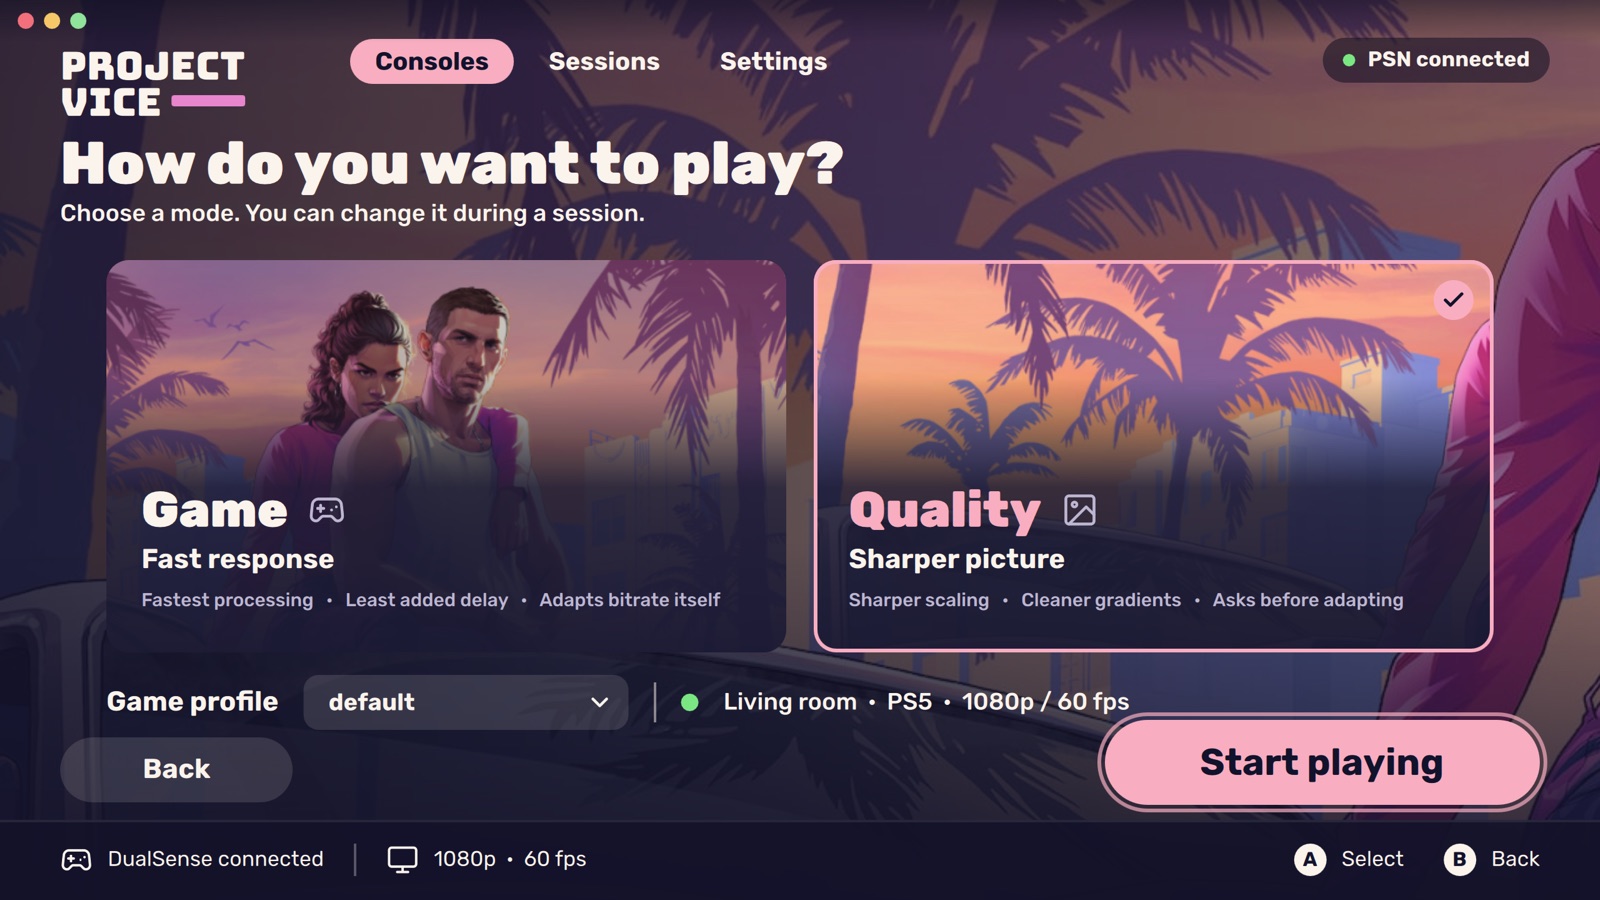 PROJECT
VICE
Consoles
Sessions
Settings
PSN connected
How do you want to play?
Choose a mode. You can change it during a session.
Game
Fast response
Fastest processing • Least added delay • Adapts bitrate itself
Quality
Sharper picture
Sharper scaling • Cleaner gradients • Asks before adapting
Game profile
default
Living room • PS5 • 1080p / 60 fps
Back
Start playing
DualSense connected
1080p • 60 fps
A Select
B Back